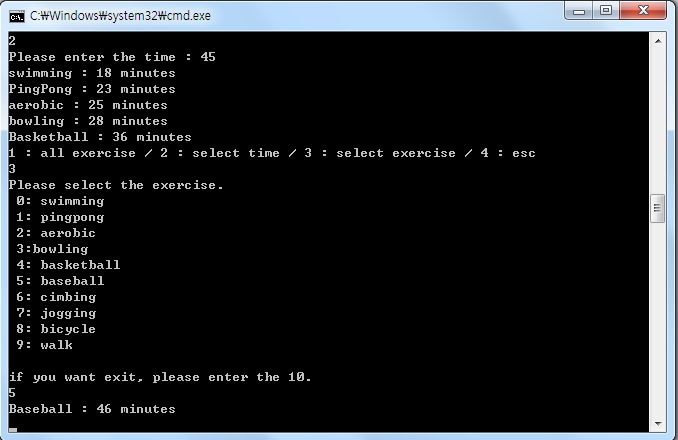 C:₩Windows₩system32₩cmd.exe
2
Please enter the time : 45
swimming : 18 minutes
PingPong : 23 minutes
aerobic : 25 minutes
bowling : 28 minutes
Basketball : 36 minutes
1 : all exercise / 2 : select time / 3 : select exercise / 4 : esc
3
Please select the exercise.
0: swimming
1: pingpong
2: aerobic
3:bowling
4: basketball
5: baseball
6: cimbing
7: jogging
8: bicycle
9: walk
if you want exit, please enter the 10.
5
Baseball : 46 minutes